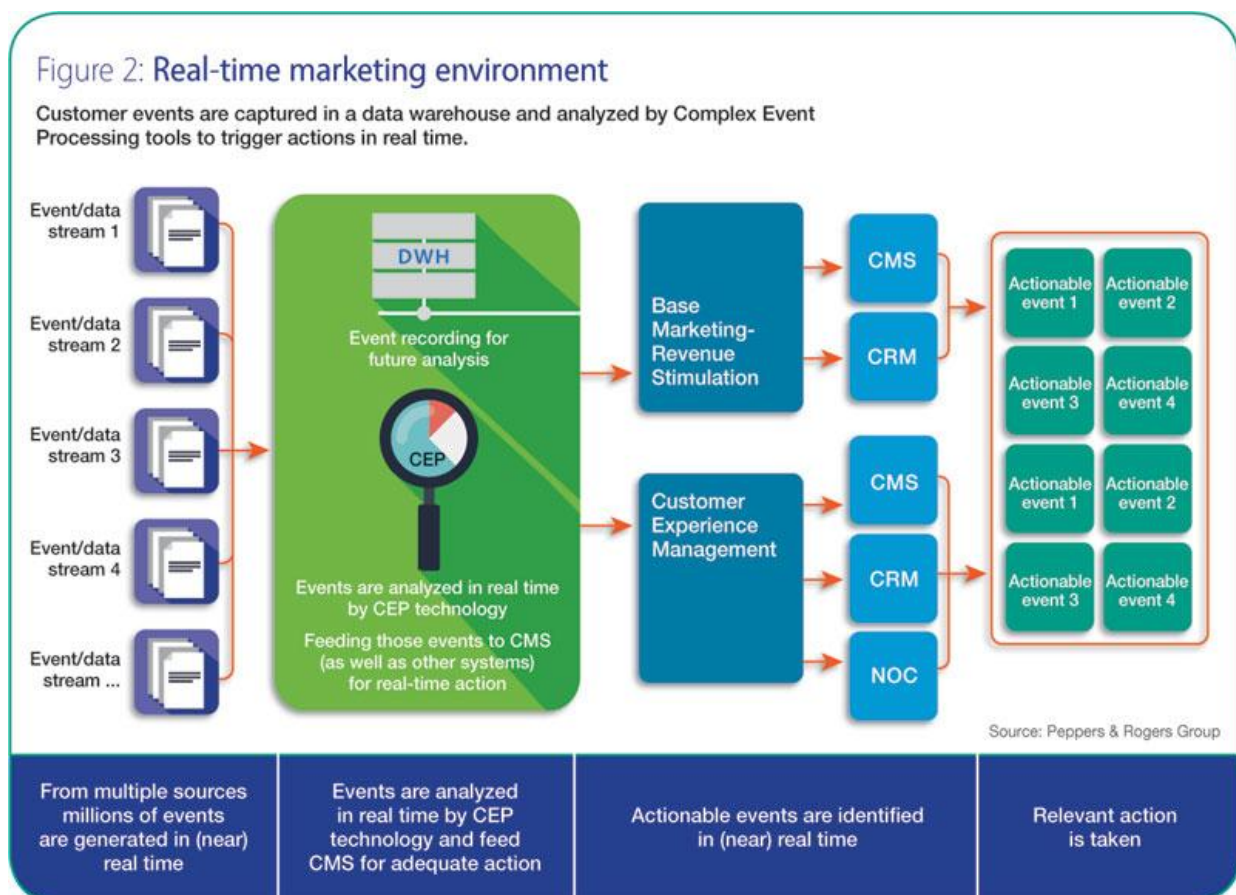 Figure 2: Real-time marketing environment
Customer events are captured in a data warehouse and analyzed by Complex Event
Processing tools to trigger actions in real time.
Event/data
stream 1
Event/data
stream 2
Event/data
stream 3
Event/data
stream 4
Event/data
stream ...
DWH
Event recording for
future analysis
CEP
Events are analyzed in real time
by CEP technology
Feeding those events to CMS
(as well as other systems)
for real-time action
Base
Marketing-
Revenue
Stimulation
CMS
CRM
Customer
Experience
Management
CMS
CRM
NOC
Actionable
event 1
Actionable
event 2
Actionable
event 3
Actionable
event 4
Actionable
event 1
Actionable
event 2
Actionable
event 3
Actionable
event 4
Source: Peppers & Rogers Group
From multiple sources
millions of events
are generated in (near)
real time
Events are analyzed
in real time by CEP
technology and feed
CMS for adequate action
Actionable events are identified
in (near) real time
Relevant action
is taken